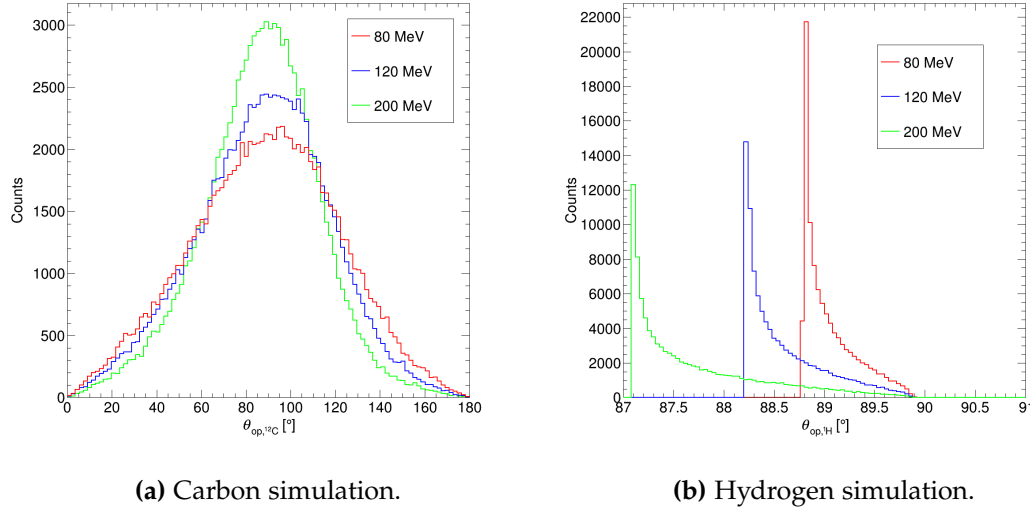 3000
2500
2000
1500
1000
500
0
Counts
0 20 40 60 80 100 120 140 160 180
θop,¹²C [°]
80 MeV
120 MeV
200 MeV
22000
20000
18000
16000
14000
12000
10000
8000
6000
4000
2000
0
Counts
87 87.5 88 88.5 89 89.5 90 90.5 91
θop,¹H [°]
80 MeV
120 MeV
200 MeV
(a) Carbon simulation.
(b) Hydrogen simulation.